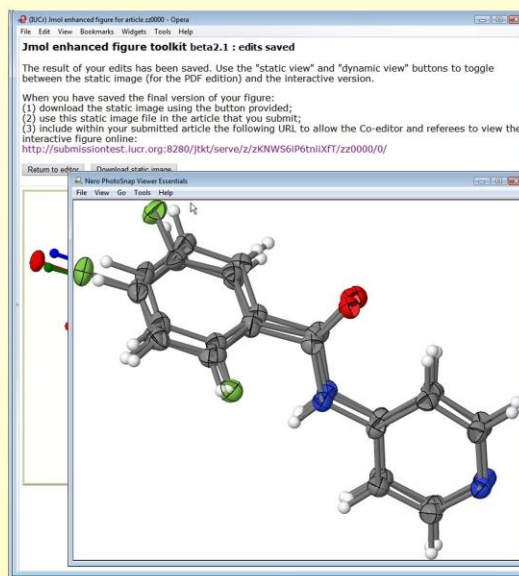 (IUCr) Jmol enhanced figure for article zz0000 - Opera
File Edit View Bookmarks Widgets Tools Help
Jmol enhanced figure toolkit beta2.1 : edits saved
The result of your edits has been saved. Use the "static view" and "dynamic view" buttons to toggle
between the static image (for the PDF edition) and the interactive version.
When you have saved the final version of your figure:
(1) download the static image using the button provided;
(2) use this static image file in the article that you submit;
(3) include within your submitted article the following URL to allow the Co-editor and referees to view the
interactive figure online:
http://submissiontest.iucr.org:8280/jtkt/serve/z/zKNWS6iP6tniiXfT/zz0000/0/
Return to editor Download static image
Nero PhotoSnap Viewer Essentials
File View Go Tools Help